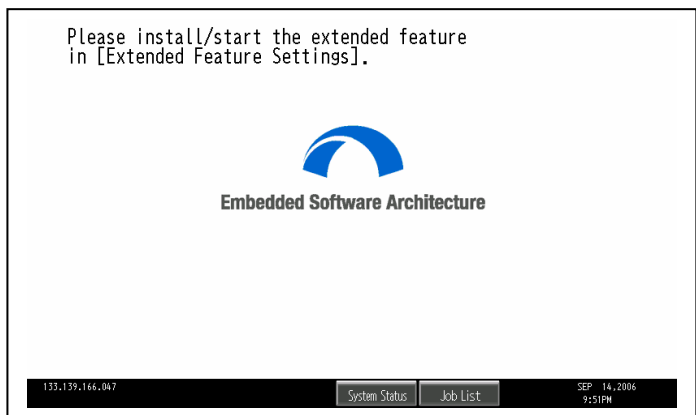 Please install/start the extended feature
in [Extended Feature Settings].
Embedded Software Architecture
133.139.166.047
System Status
Job List
SEP 14,2006
9:51PM